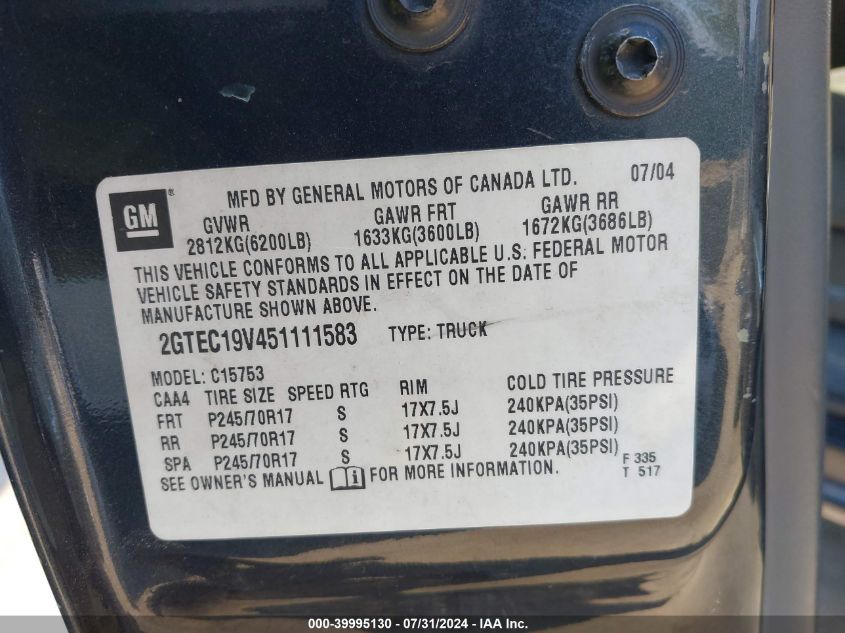 GM®
MFD BY GENERAL MOTORS OF CANADA LTD. 07/04
GVWR GAWR FRT GAWR RR
2812KG(6200LB) 1633KG(3600LB) 1672KG(3686LB)
THIS VEHICLE CONFORMS TO ALL APPLICABLE U.S. FEDERAL MOTOR
VEHICLE SAFETY STANDARDS IN EFFECT ON THE DATE OF
MANUFACTURE SHOWN ABOVE.
2GTEC19V451111583 TYPE: TRUCK
MODEL: C15753
CAA4 TIRE SIZE SPEED RTG RIM COLD TIRE PRESSURE
FRT P245/70R17 S 17X7.5J 240KPA(35PSI)
RR P245/70R17 S 17X7.5J 240KPA(35PSI)
SPA P245/70R17 S 17X7.5J 240KPA(35PSI)
SEE OWNER'S MANUAL FOR MORE INFORMATION.
F 335
T 517
000-39995130 - 07/31/2024 - IAA Inc.